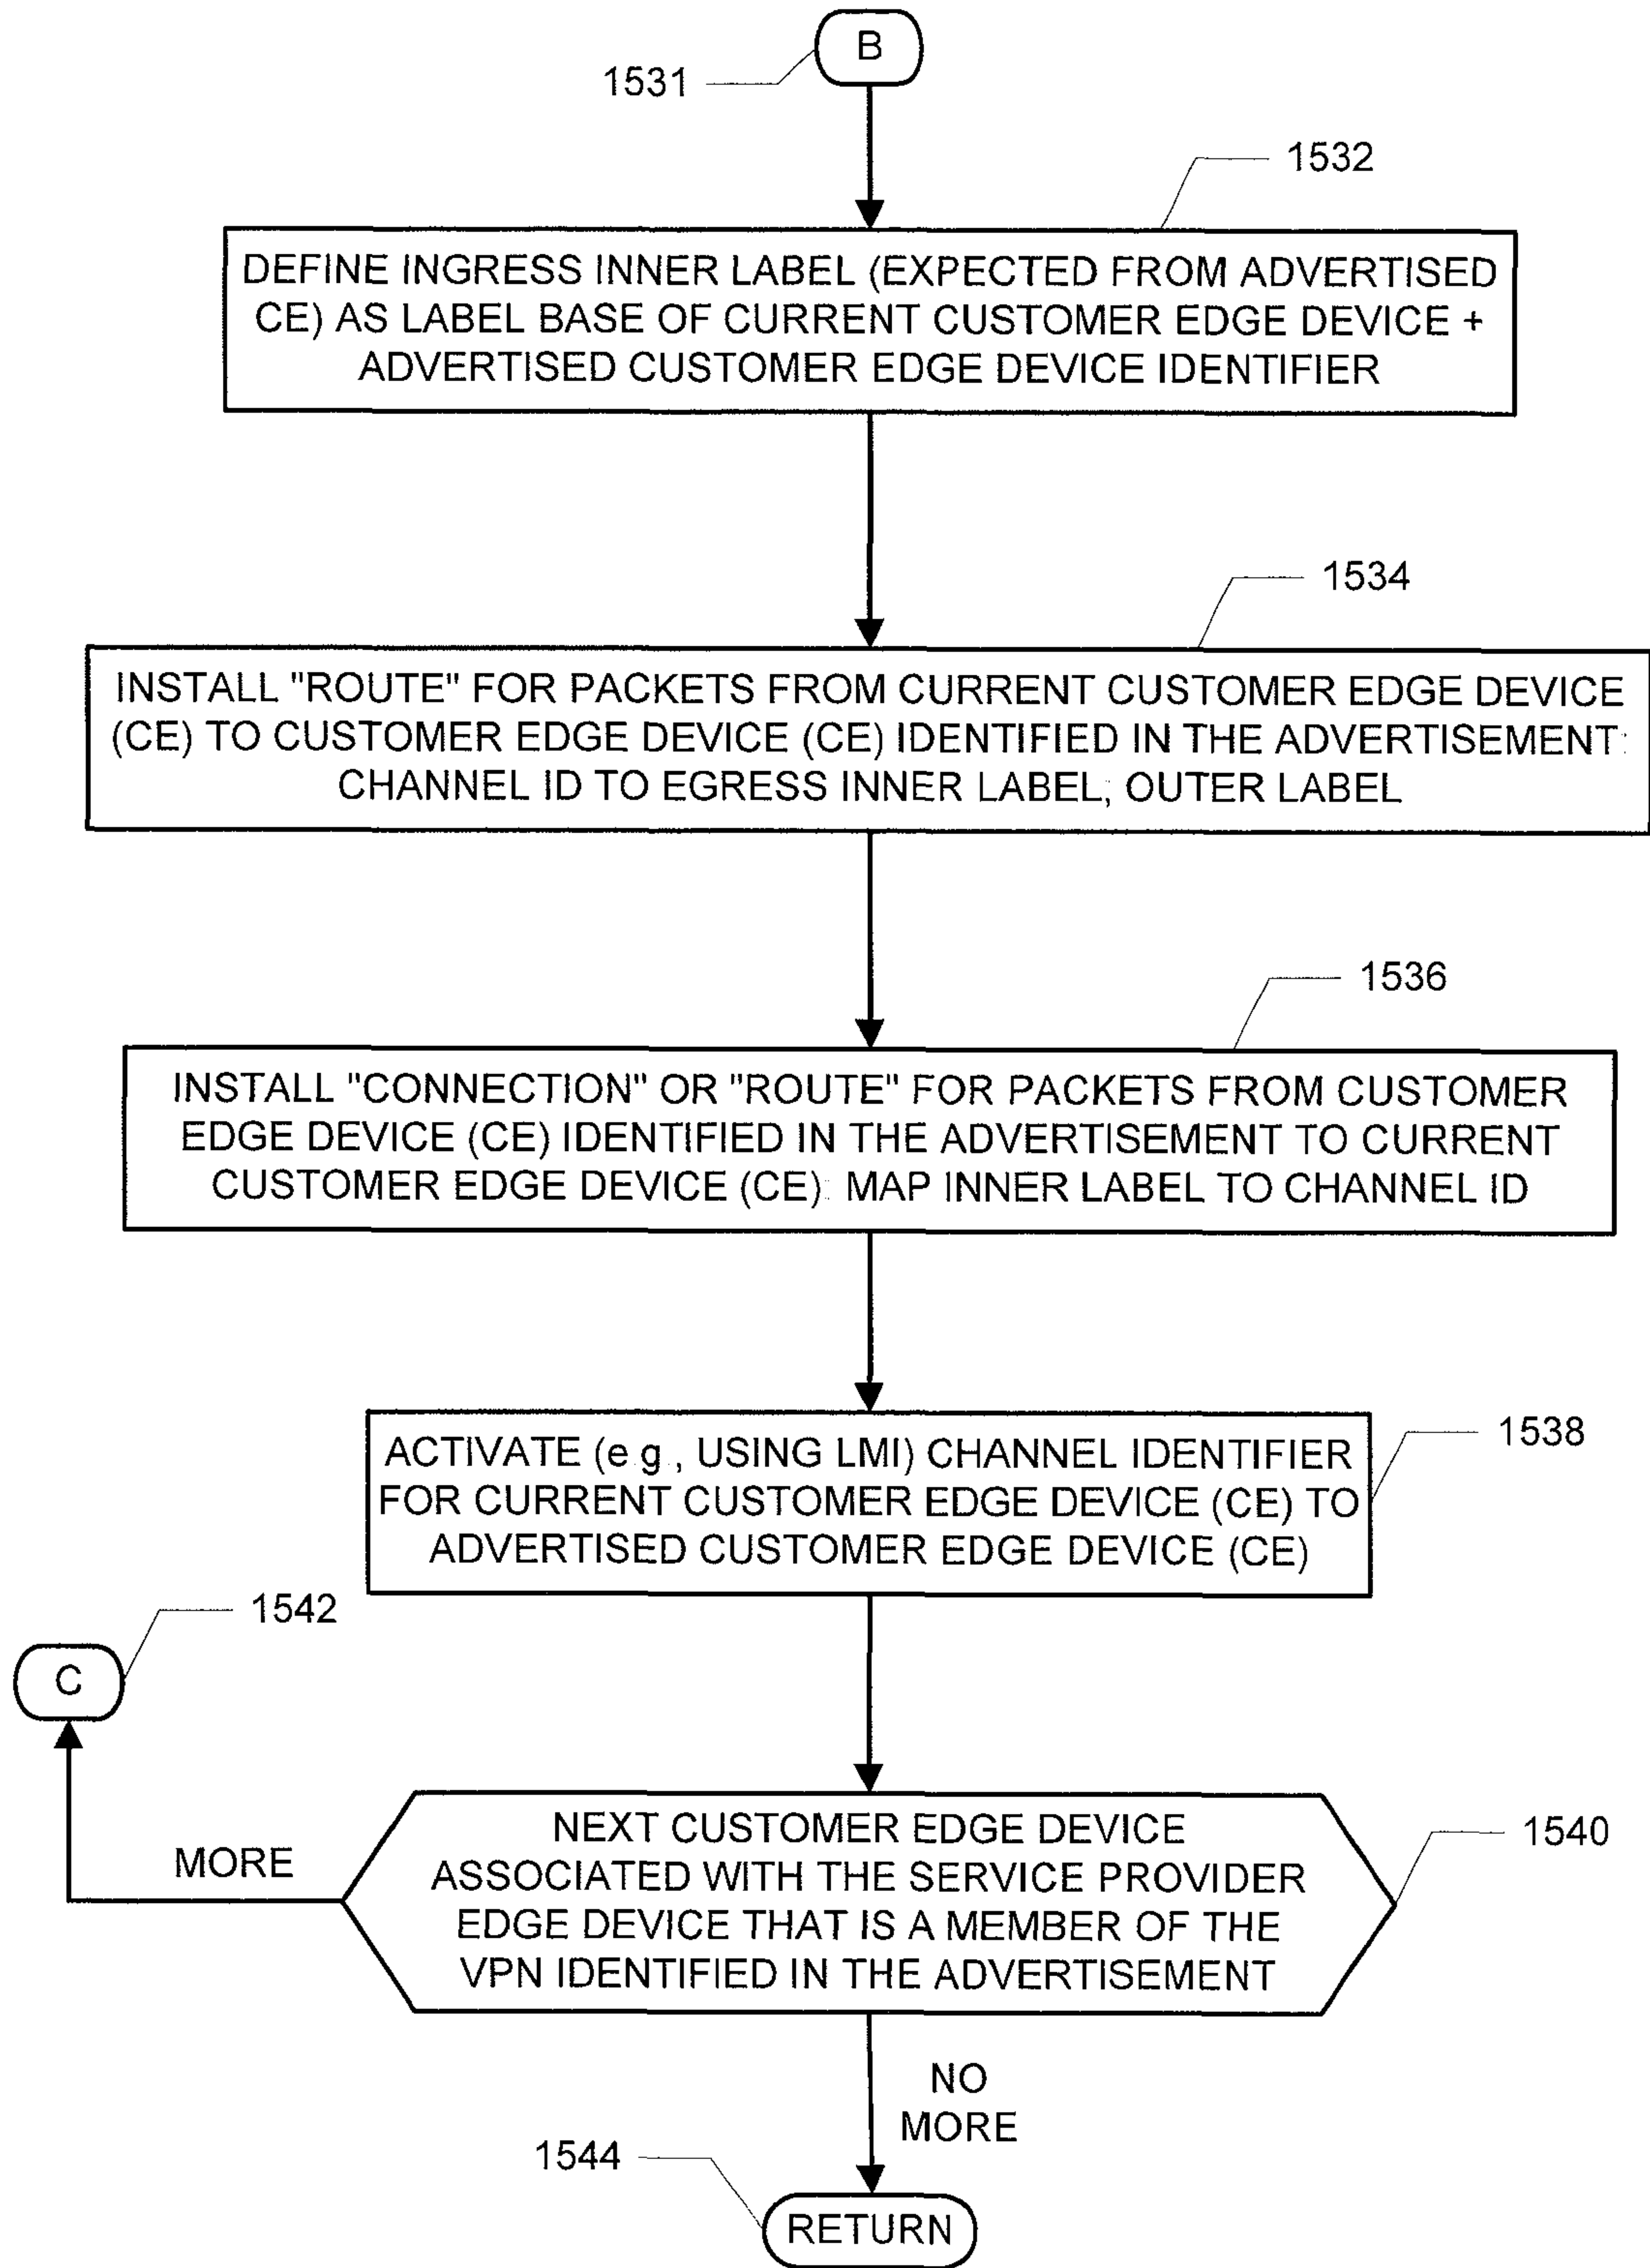 B
1531
1532
DEFINE INGRESS INNER LABEL (EXPECTED FROM ADVERTISED
CE) AS LABEL BASE OF CURRENT CUSTOMER EDGE DEVICE +
ADVERTISED CUSTOMER EDGE DEVICE IDENTIFIER
1534
INSTALL "ROUTE" FOR PACKETS FROM CURRENT CUSTOMER EDGE DEVICE
(CE) TO CUSTOMER EDGE DEVICE (CE) IDENTIFIED IN THE ADVERTISEMENT:
CHANNEL ID TO EGRESS INNER LABEL; OUTER LABEL
1536
INSTALL "CONNECTION" OR "ROUTE" FOR PACKETS FROM CUSTOMER
EDGE DEVICE (CE) IDENTIFIED IN THE ADVERTISEMENT TO CURRENT
CUSTOMER EDGE DEVICE (CE): MAP INNER LABEL TO CHANNEL ID
1538
ACTIVATE (e.g., USING LMI) CHANNEL IDENTIFIER
FOR CURRENT CUSTOMER EDGE DEVICE (CE) TO
ADVERTISED CUSTOMER EDGE DEVICE (CE)
1542
C
1540
NEXT CUSTOMER EDGE DEVICE
ASSOCIATED WITH THE SERVICE PROVIDER
EDGE DEVICE THAT IS A MEMBER OF THE
VPN IDENTIFIED IN THE ADVERTISEMENT
MORE
NO
MORE
1544
RETURN